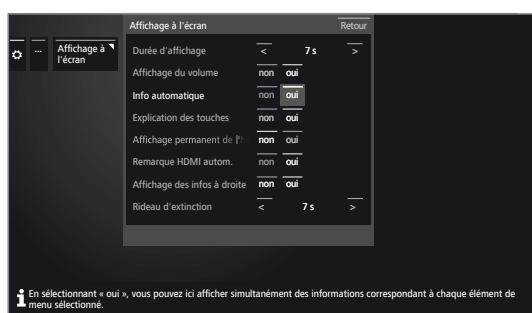 Affichage à l'écran
Retour
...
Affichage à
l'écran
Durée d'affichage < 7 s >
Affichage du volume non oui
Info automatique non oui
Explication des touches non oui
Affichage permanent de non oui
Remarque HDMI autom. non oui
Affichage des infos à droite non oui
Rideau d'extinction < 7 s >
En sélectionnant « oui », vous pouvez ici afficher simultanément des informations correspondant à chaque élément de
menu sélectionné.